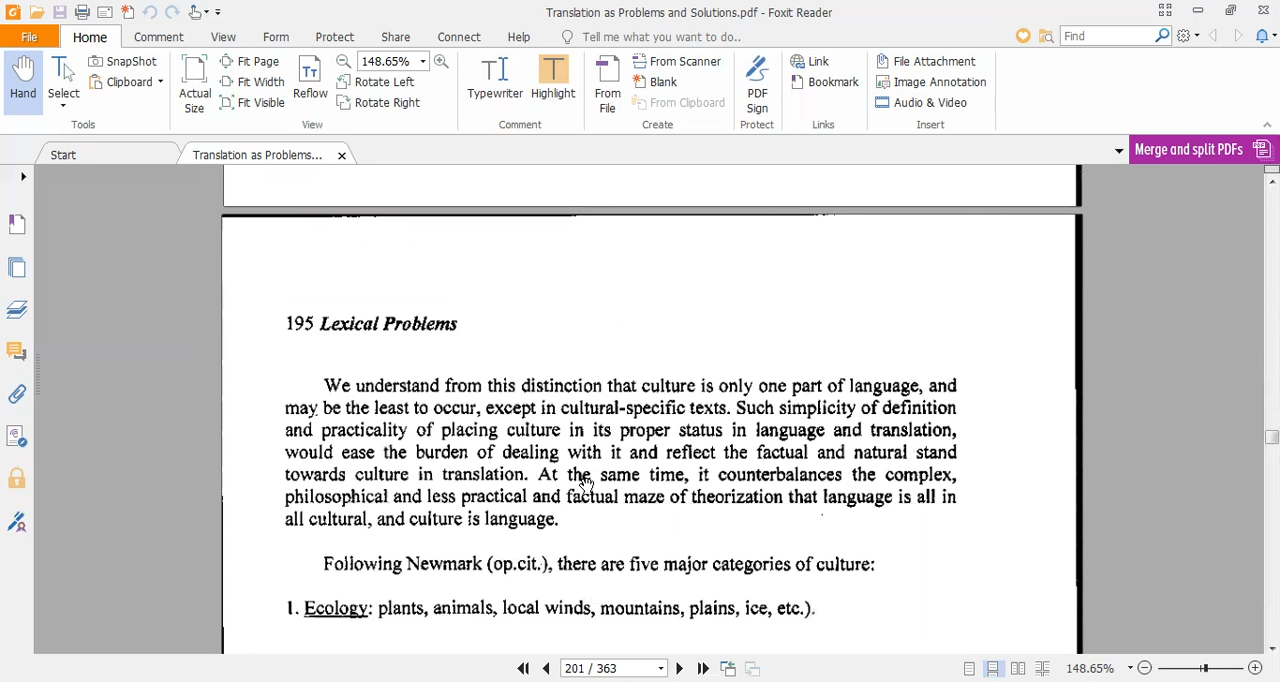 Translation as Problems and Solutions.pdf - Foxit Reader
File Home Comment View Form Protect Share Connect Help Tell me what you want to do.. Find
Hand
Select
SnapShot
Clipboard
Actual
Size
Fit Page
Fit Width
Fit Visible
Reflow
148.65%
Rotate Left
Rotate Right
Typewriter
Highlight
From
File
From Scanner
Blank
From Clipboard
PDF
Sign
Link
Bookmark
File Attachment
Image Annotation
Audio & Video
Tools View Comment Create Protect Links Insert
Start Translation as Problems... Merge and split PDFs
195 Lexical Problems
We understand from this distinction that culture is only one part of language, and
may be the least to occur, except in cultural-specific texts. Such simplicity of definition
and practicality of placing culture in its proper status in language and translation,
would ease the burden of dealing with it and reflect the factual and natural stand
towards culture in translation. At the same time, it counterbalances the complex,
philosophical and less practical and factual maze of theorization that language is all in
all cultural, and culture is language.
Following Newmark (op.cit.), there are five major categories of culture:
1. Ecology: plants, animals, local winds, mountains, plains, ice, etc.).
201 / 363 148.65%